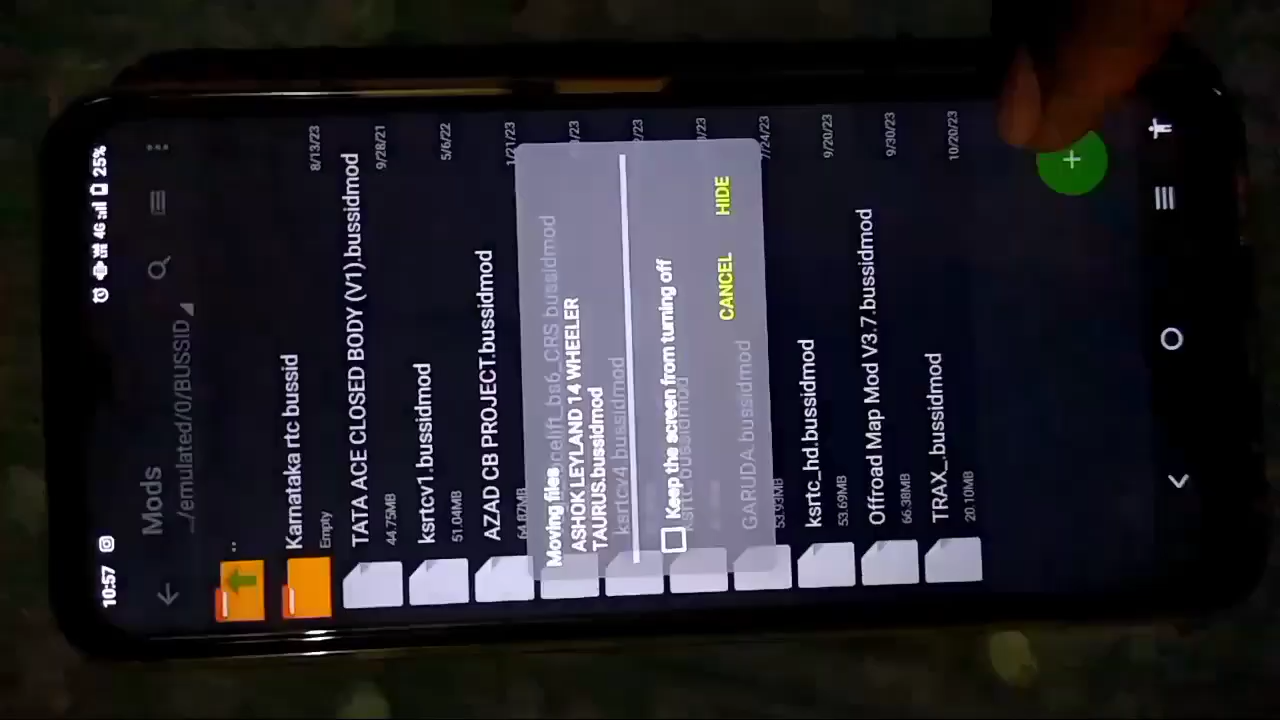 10:57
4G 25%
Mods
../emulated/0/BUSSID
..
Karnataka rtc bussid
Empty
8/13/23
TATA ACE CLOSED BODY (V1).bussidmod
44.75MB
9/28/21
ksrtcv1.bussidmod
51.04MB
5/6/22
AZAD CB PROJECT.bussidmod
64.87MB
1/21/23
Moving files
ASHOK LEYLAND 14 WHEELER
TAURUS.bussidmod
Keep the screen from turning off
CANCEL
HIDE
bs6_CRS bussidmod
ksrtcv4.bussidmod
GARUDA.bussidmod
53.93MB
7/24/23
ksrtc_hd.bussidmod
53.69MB
9/20/23
Offroad Map Mod V3.7.bussidmod
66.38MB
9/30/23
TRAX_.bussidmod
20.10MB
10/20/23